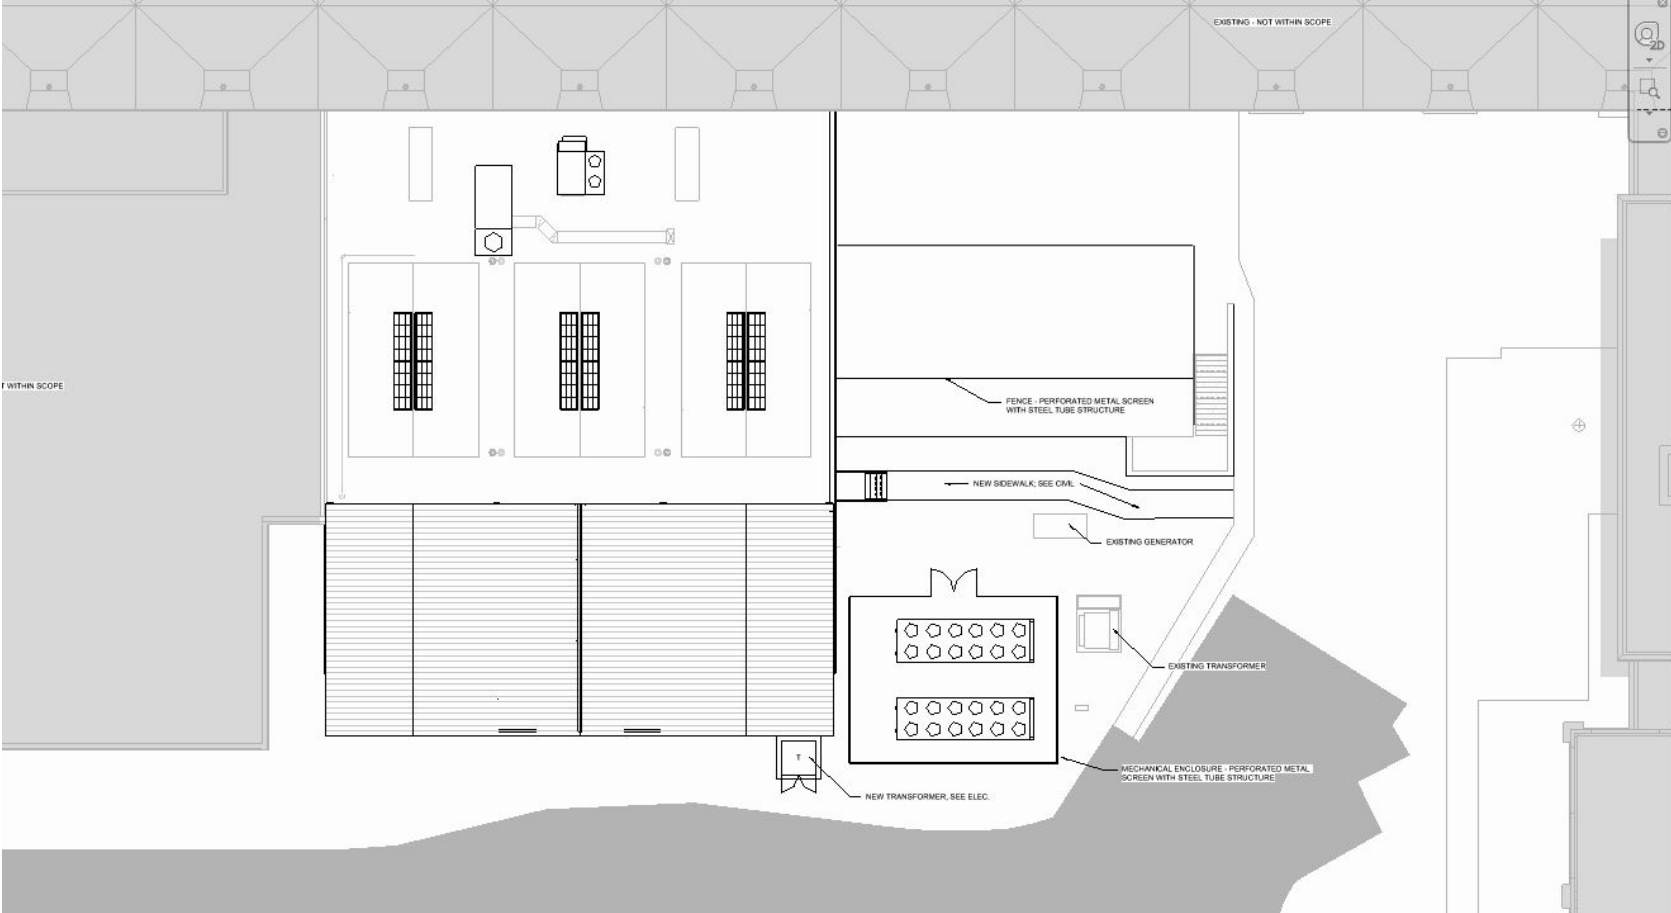 EXISTING - NOT WITHIN SCOPE
2D
T WITHIN SCOPE
FENCE - PERFORATED METAL SCREEN
WITH STEEL TUBE STRUCTURE
NEW SIDEWALK; SEE CIVIL
EXISTING GENERATOR
EXISTING TRANSFORMER
T
MECHANICAL ENCLOSURE - PERFORATED METAL
SCREEN WITH STEEL TUBE STRUCTURE
NEW TRANSFORMER, SEE ELEC.